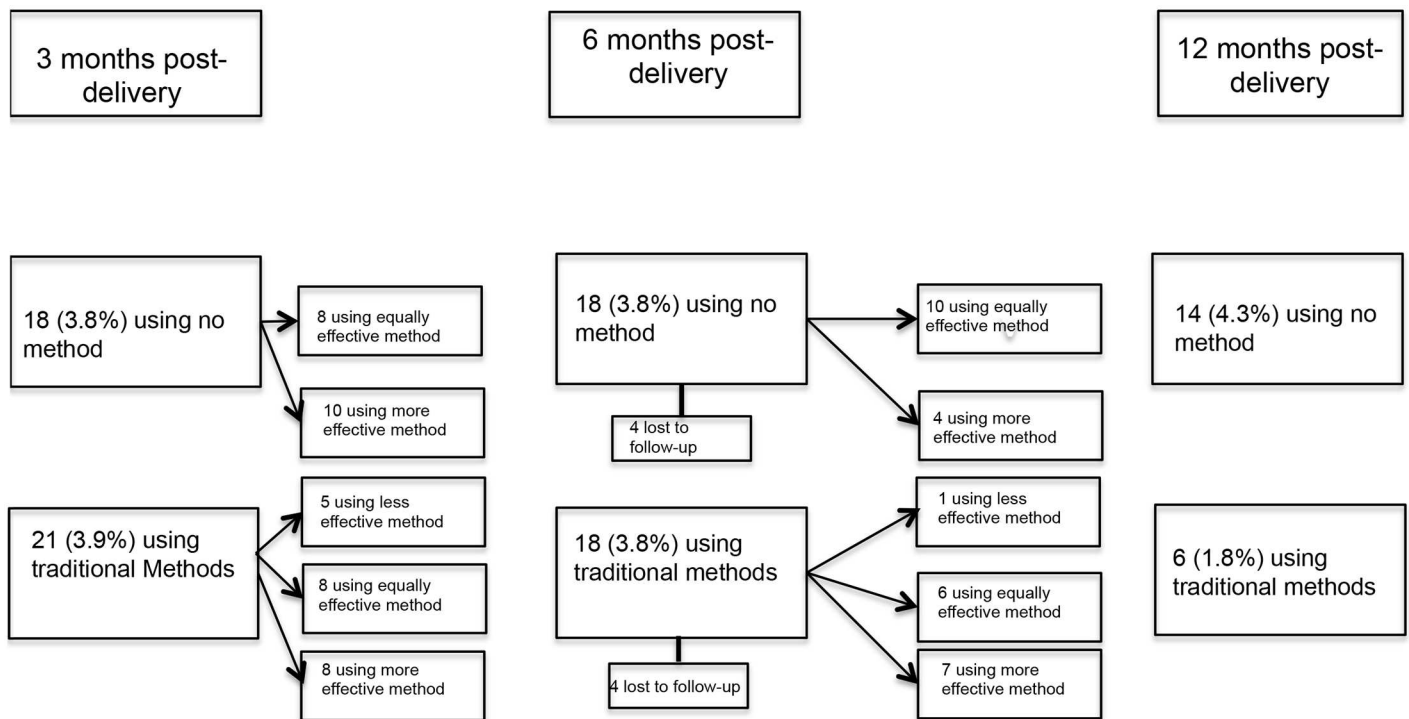 3 months post-
delivery
6 months post-
delivery
12 months post-
delivery
18 (3.8%) using no
method
8 using equally
effective method
10 using more
effective method
18 (3.8%) using no
method
4 lost to
follow-up
10 using equally
effective method
4 using more
effective method
14 (4.3%) using no
method
21 (3.9%) using
traditional Methods
5 using less
effective method
8 using equally
effective method
8 using more
effective method
18 (3.8%) using
traditional methods
4 lost to follow-up
1 using less
effective method
6 using equally
effective method
7 using more
effective method
6 (1.8%) using
traditional methods